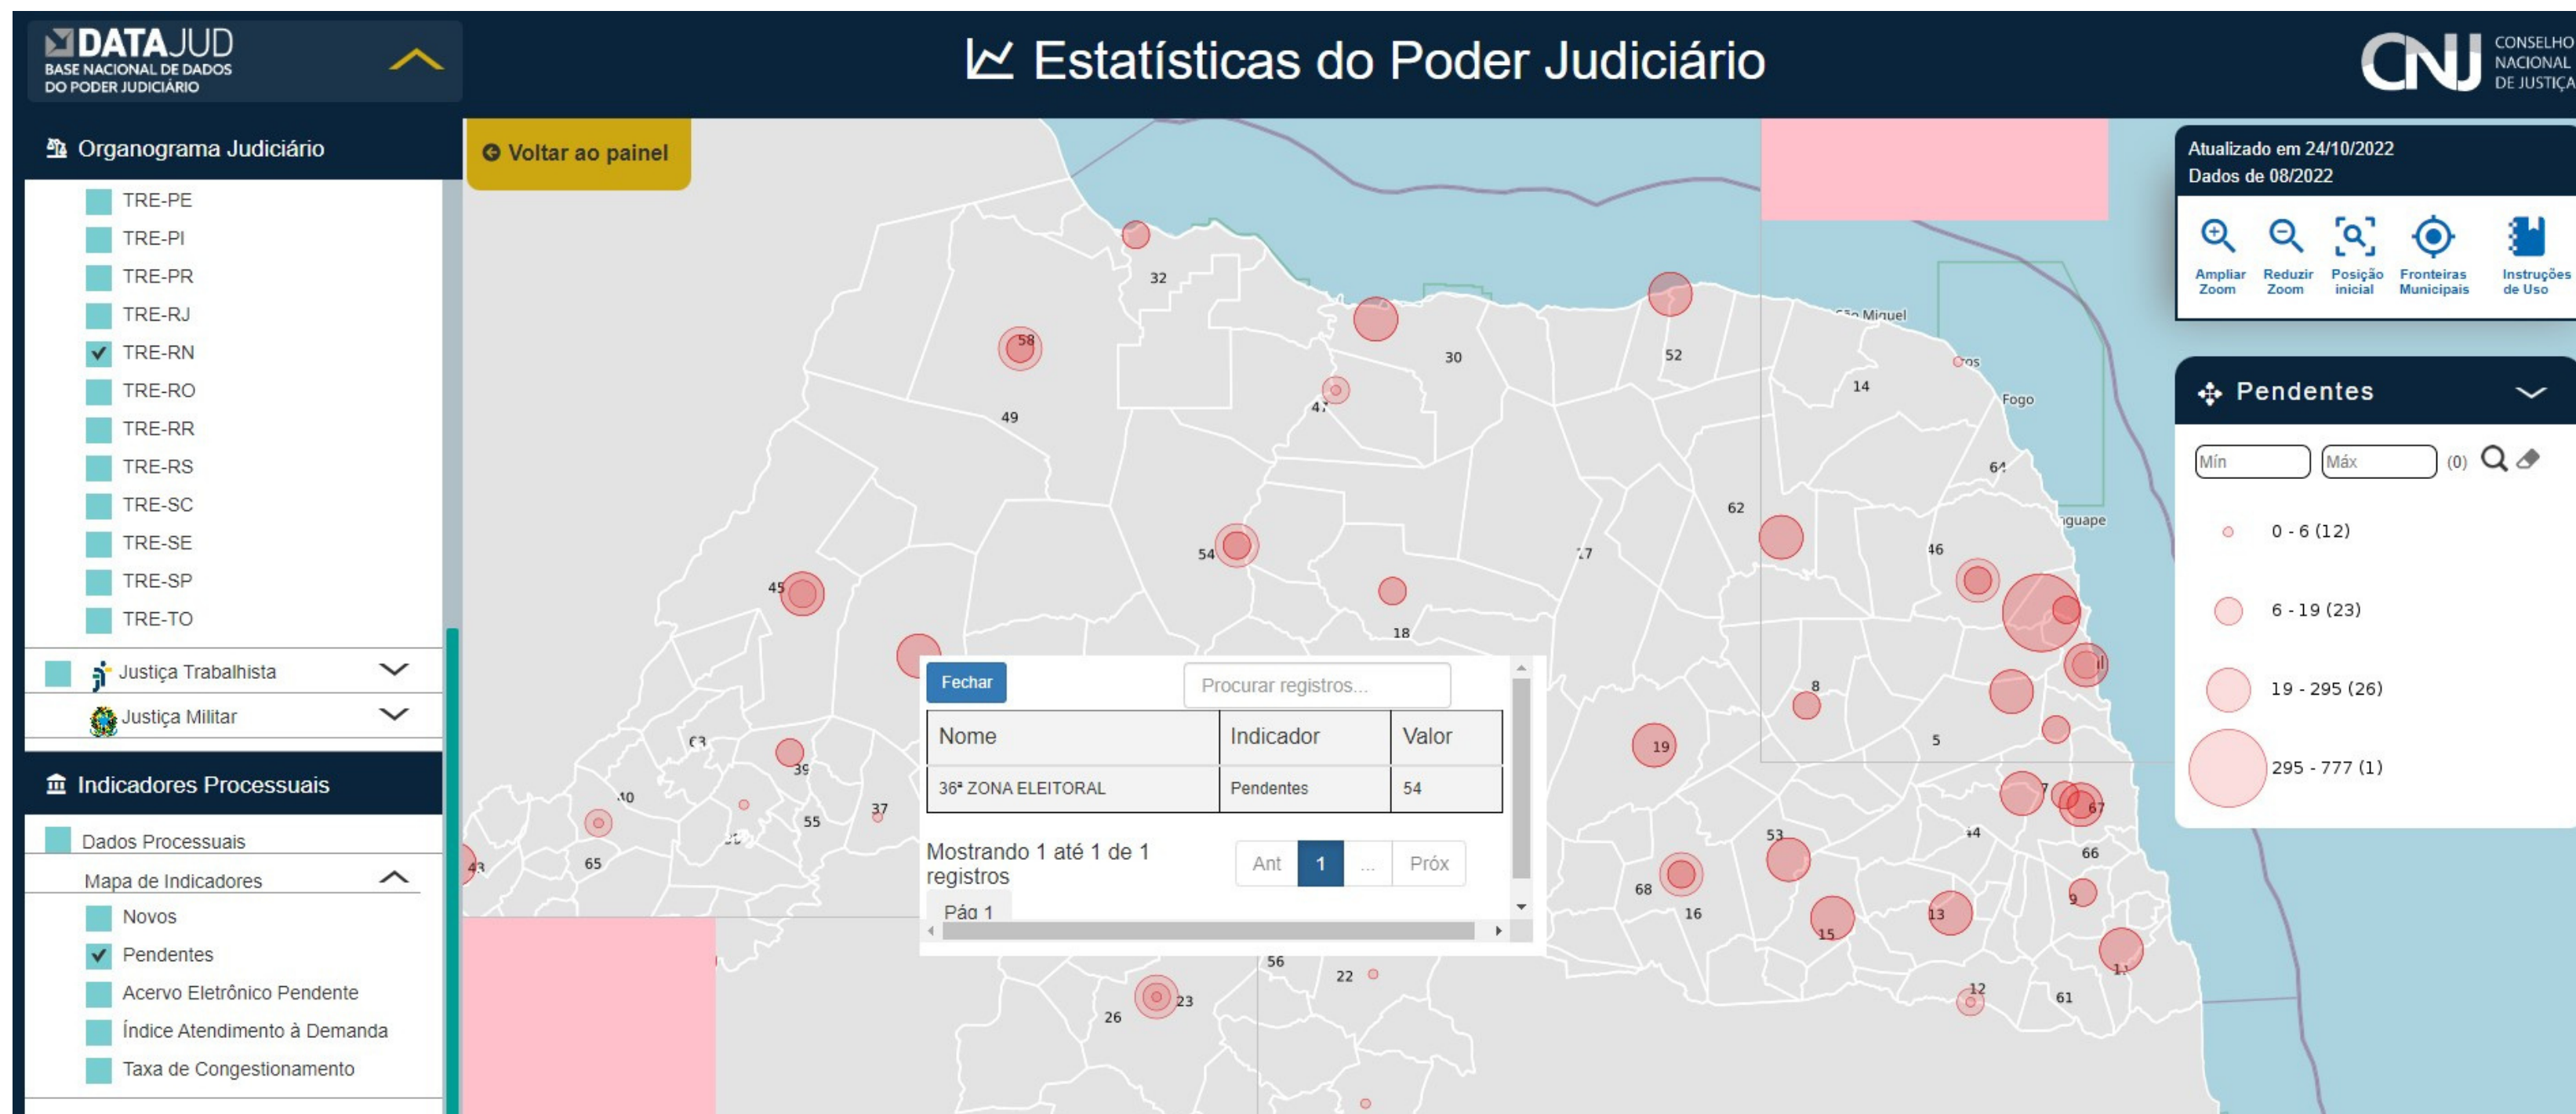 DATAJUD
BASE NACIONAL DE DADOS
DO PODER JUDICIÁRIO
Estatísticas do Poder Judiciário
CNJ
CONSELHO
NACIONAL
DE JUSTIÇA
Organograma Judiciário
TRE-PE
TRE-PI
TRE-PR
TRE-RJ
TRE-RN
TRE-RO
TRE-RR
TRE-RS
TRE-SC
TRE-SE
TRE-SP
TRE-TO
Justiça Trabalhista
Justiça Militar
Indicadores Processuais
Dados Processuais
Mapa de Indicadores
Novos
Pendentes
Acervo Eletrônico Pendente
Índice Atendimento à Demanda
Taxa de Congestionamento
Voltar ao painel
32
58
Miguel
30
52
14
49
Fogo
64
62
54
46
45
18
8
19
5
39
37
55
65
53
68
16
66
9
15
13
56
22
23
26
12
61
67
Fechar
Procurar registros...
Nome Indicador Valor
36ª ZONA ELEITORAL Pendentes 54
Mostrando 1 até 1 de 1
registros
Ant 1 ... Próx
Pág 1
Atualizado em 24/10/2022
Dados de 08/2022
Ampliar
Zoom
Reduzir
Zoom
Posição
inicial
Fronteiras
Municipais
Instruções
de Uso
Pendentes
Mín Máx (0)
0 - 6 (12)
6 - 19 (23)
19 - 295 (26)
295 - 777 (1)